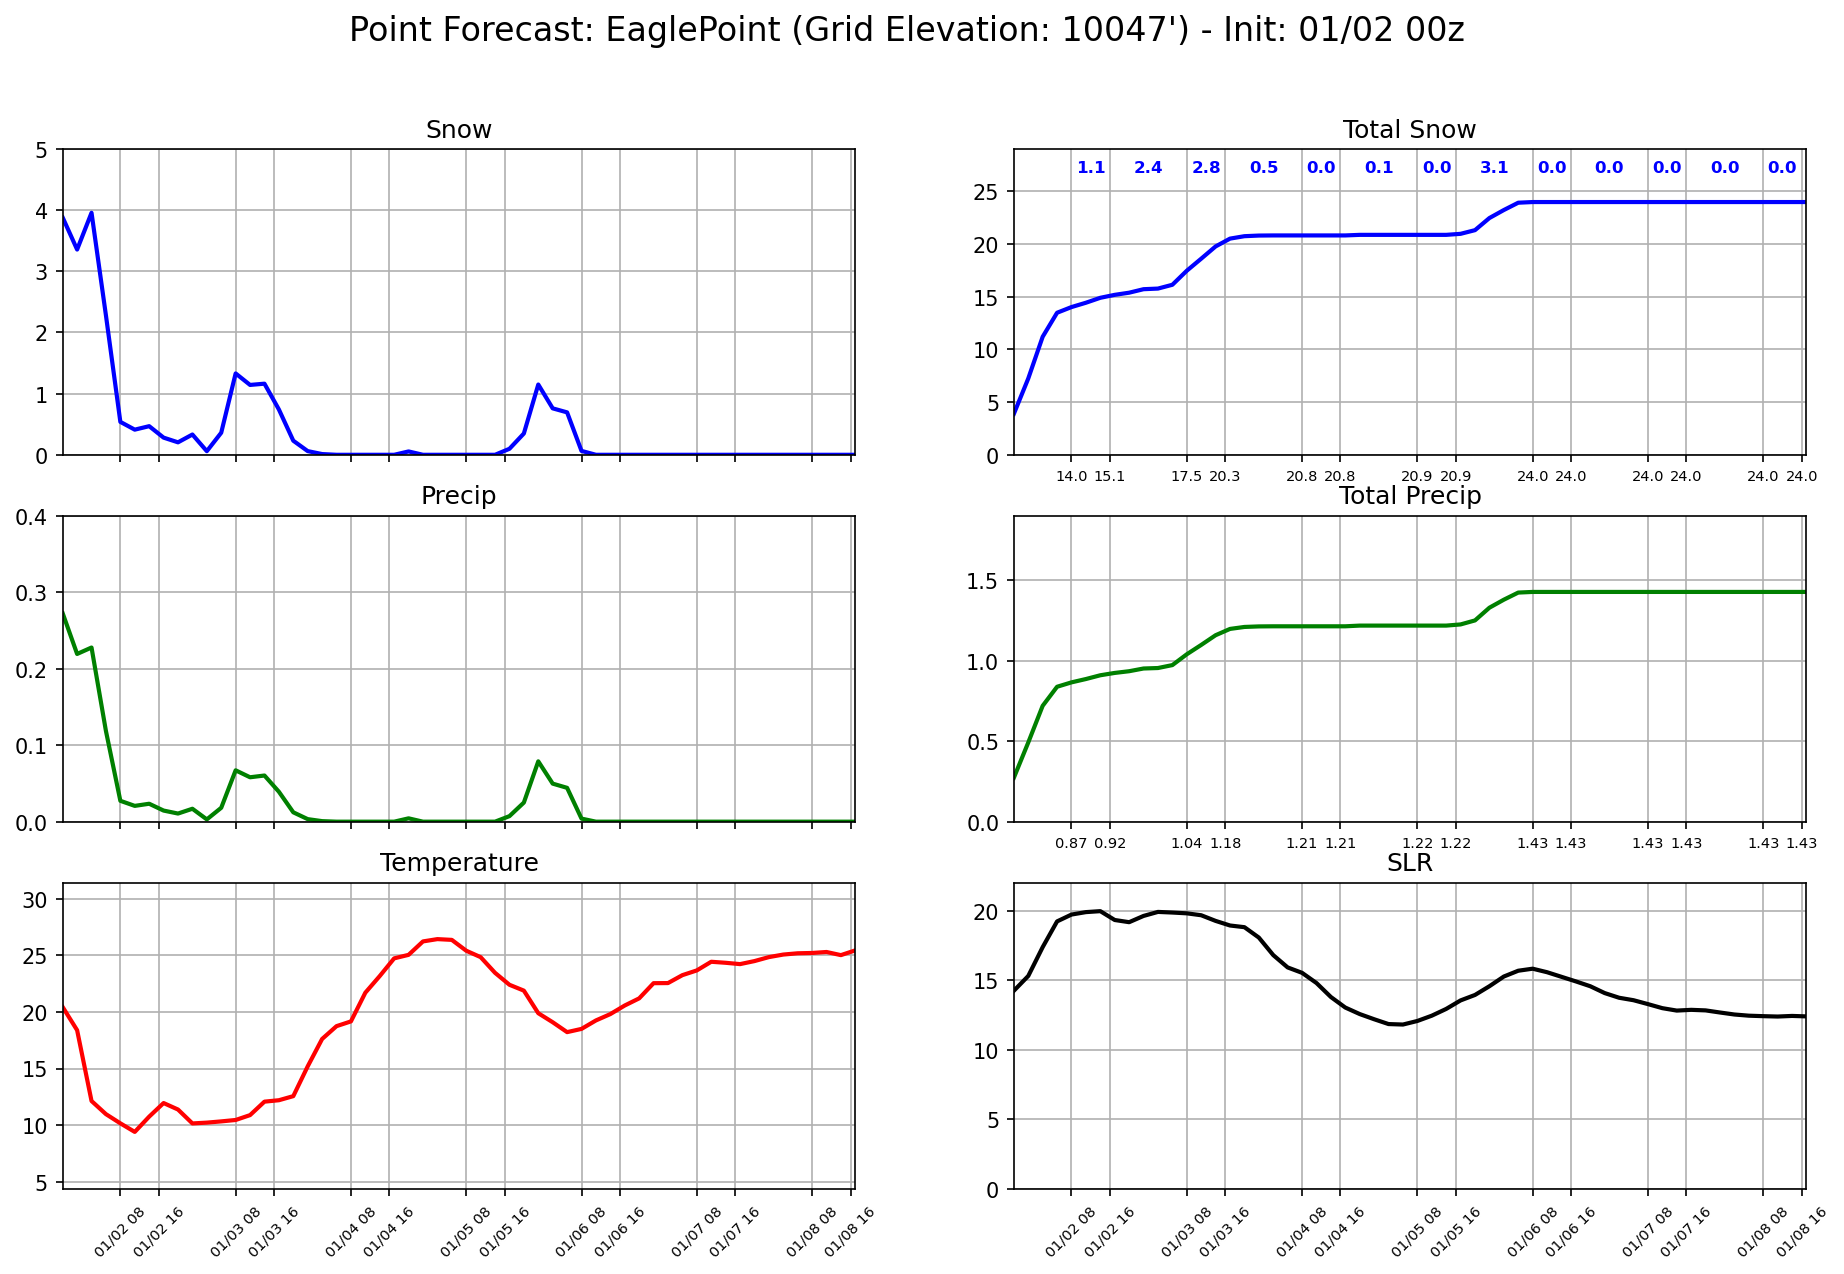 Point Forecast: EaglePoint (Grid Elevation: 10047') - Init: 01/02 00z
Snow
5
4
3
2
1
0
Total Snow
1.1 2.4 2.8 0.5 0.0 0.1 0.0 3.1 0.0 0.0 0.0 0.0 0.0
25
20
15
10
5
0
14.0 15.1 17.5 20.3 20.8 20.8 20.9 20.9 24.0 24.0 24.0 24.0 24.0 24.0
Precip
0.4
0.3
0.2
0.1
0.0
Total Precip
1.5
1.0
0.5
0.0
0.87 0.92 1.04 1.18 1.21 1.21 1.22 1.22 1.43 1.43 1.43 1.43 1.43 1.43
Temperature
30
25
20
15
10
5
01/02 08 01/02 16 01/03 08 01/03 16 01/04 08 01/04 16 01/05 08 01/05 16 01/06 08 01/06 16 01/07 08 01/07 16 01/08 08 01/08 16
SLR
20
15
10
5
0
01/02 08 01/02 16 01/03 08 01/03 16 01/04 08 01/04 16 01/05 08 01/05 16 01/06 08 01/06 16 01/07 08 01/07 16 01/08 08 01/08 16